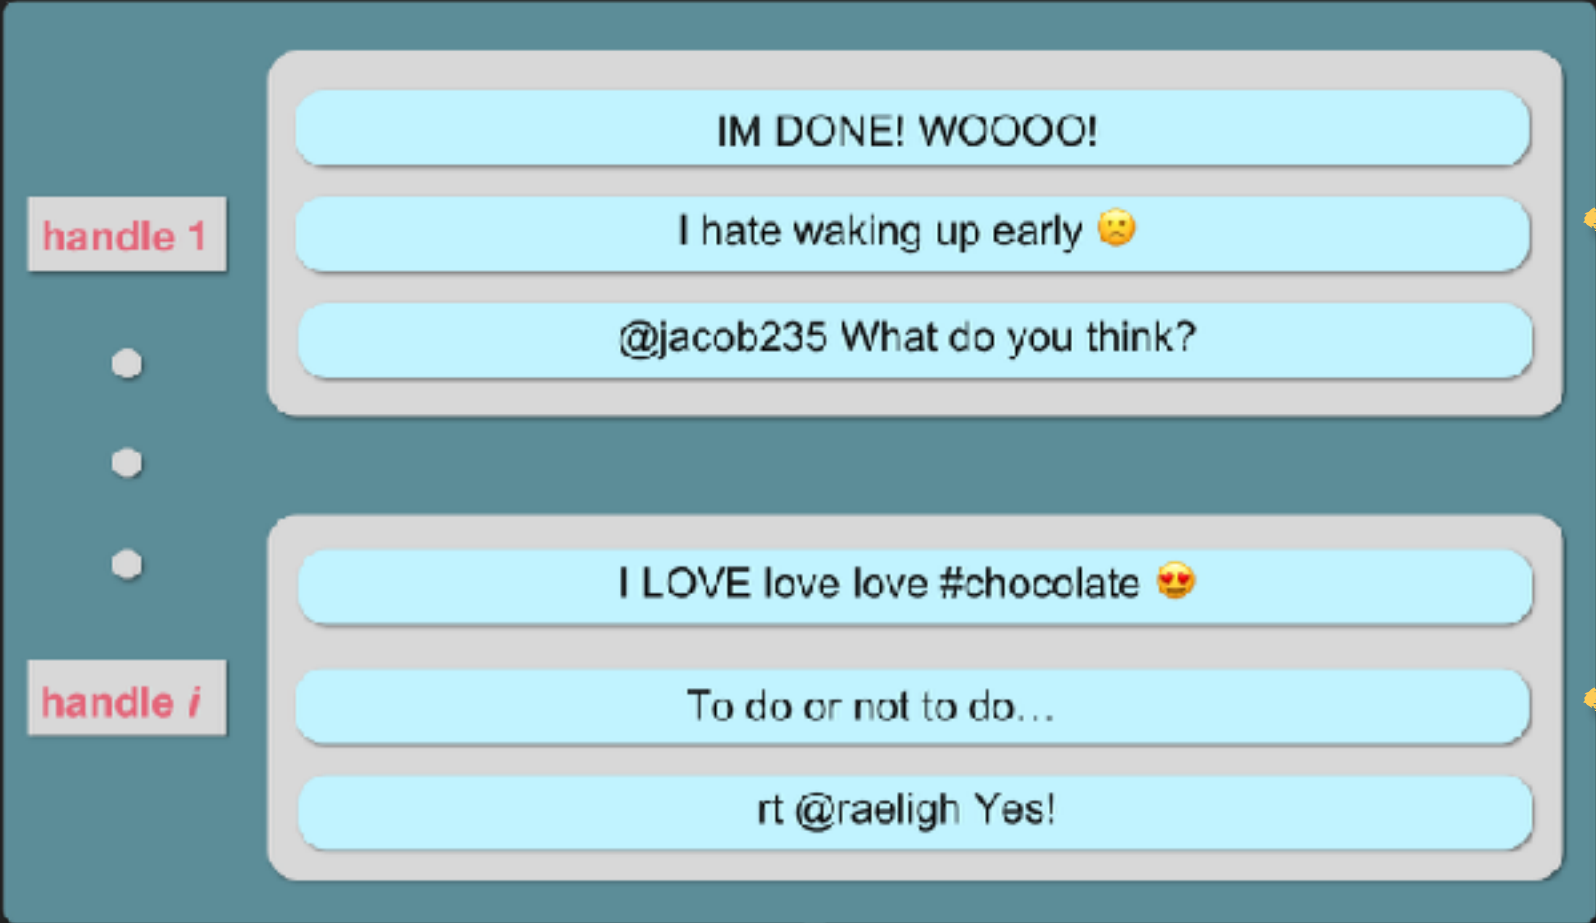 IM DONE! WOOOO!
I hate waking up early 🙁
@jacob235 What do you think?
handle 1
I LOVE love love #chocolate 😍
To do or not to do...
rt @raeligh Yes!
handle i